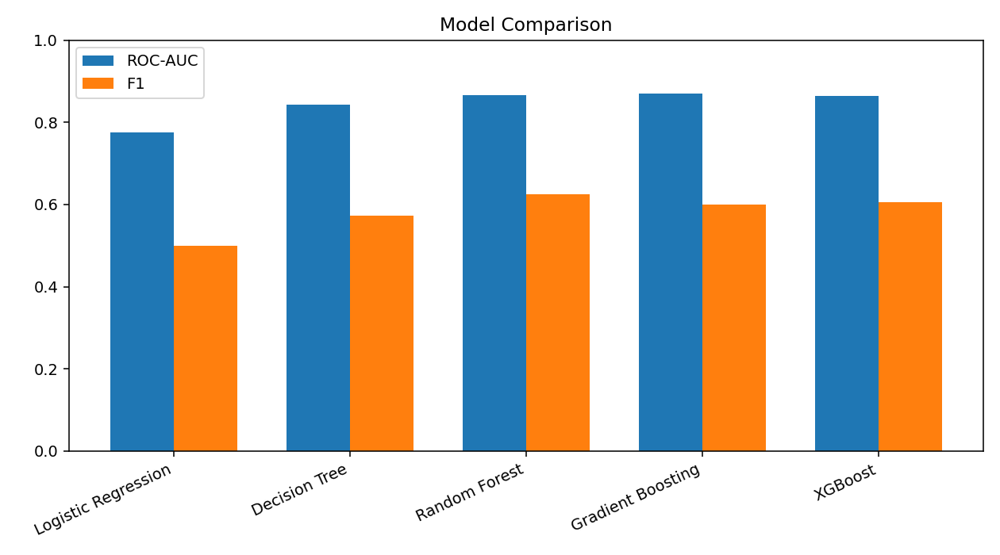 Model Comparison
1.0
0.8
0.6
0.4
0.2
0.0
ROC-AUC
F1
Logistic Regression
Decision Tree
Random Forest
Gradient Boosting
XGBoost